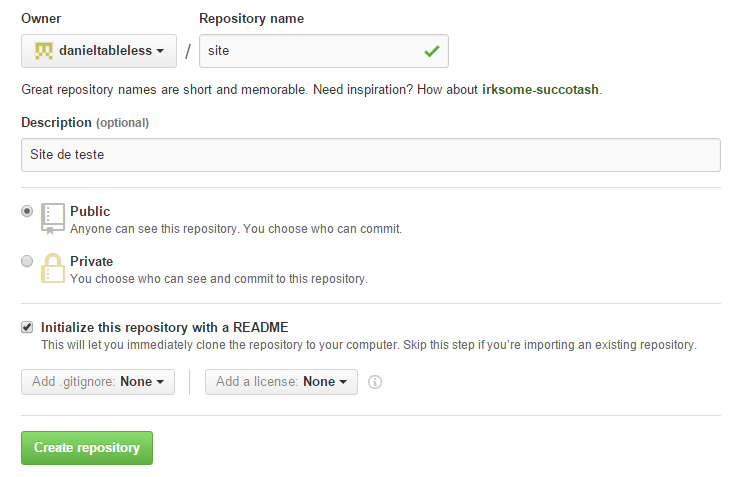 Owner Repository name
danieltableless / site
Great repository names are short and memorable. Need inspiration? How about irksome-succotash.
Description (optional)
Site de teste
Public
Anyone can see this repository. You choose who can commit.
Private
You choose who can see and commit to this repository.
Initialize this repository with a README
This will let you immediately clone the repository to your computer. Skip this step if you’re importing an existing repository.
Add .gitignore: None Add a license: None
Create repository